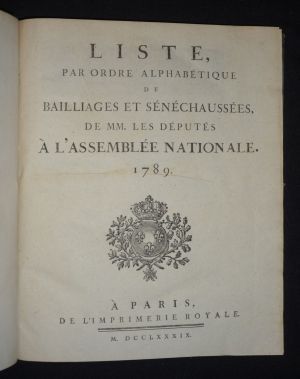 LISTE,
PAR ORDRE ALPHABÉTIQUE
DE
BAILLIAGES ET SÉNÉCHAUSSÉES,
DE MM. LES DÉPUTÉS
À L'ASSEMBLÉE NATIONALE.
1789.
À PARIS,
DE L'IMPRIMERIE ROYALE.
M. DCCLXXXIX.